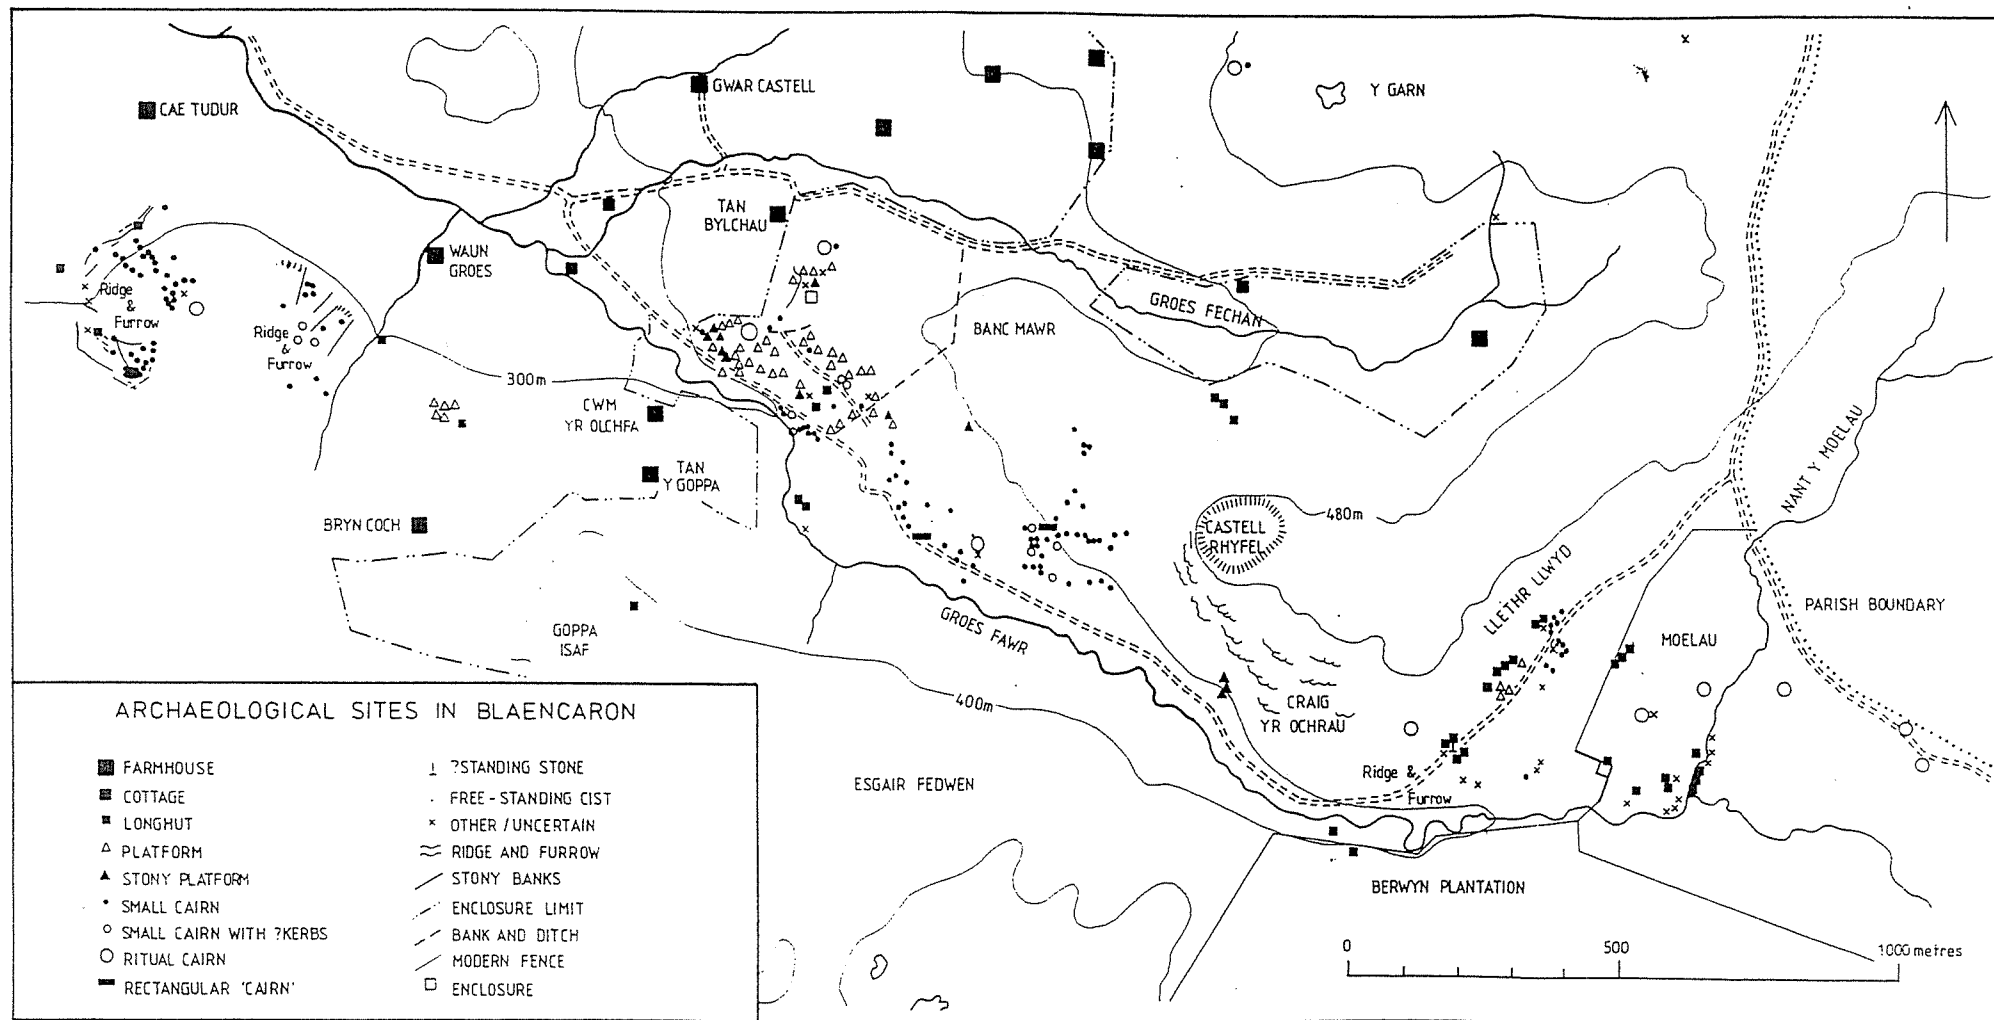 GWAR CASTELL
Y GARN
CAE TUDUR
TAN
BYLCHAU
WAUN
GROES
Ridge
&
Furrow
Ridge
&
Furrow
GROES FECHAN
BANC MAWR
300m
CWM
YR OLCHFA
TAN
Y GOPPA
BRYN COCH
NANT Y MOELAU
480m
CASTELL
RHYFEL
LLETHR LLWYD
PARISH BOUNDARY
GOPPA
ISAF
GROES FAWR
MOELAU
400m
CRAIG
YR OCHRAU
ESGAIR FEDWEN
Ridge &
Furrow
BERWYN PLANTATION
0 500 1000 metres
ARCHAEOLOGICAL SITES IN BLAENCARON
FARMHOUSE
COTTAGE
LONGHUT
PLATFORM
STONY PLATFORM
SMALL CAIRN
SMALL CAIRN WITH ?KERBS
RITUAL CAIRN
RECTANGULAR 'CAIRN'
?STANDING STONE
FREE-STANDING CIST
OTHER / UNCERTAIN
RIDGE AND FURROW
STONY BANKS
ENCLOSURE LIMIT
BANK AND DITCH
MODERN FENCE
ENCLOSURE